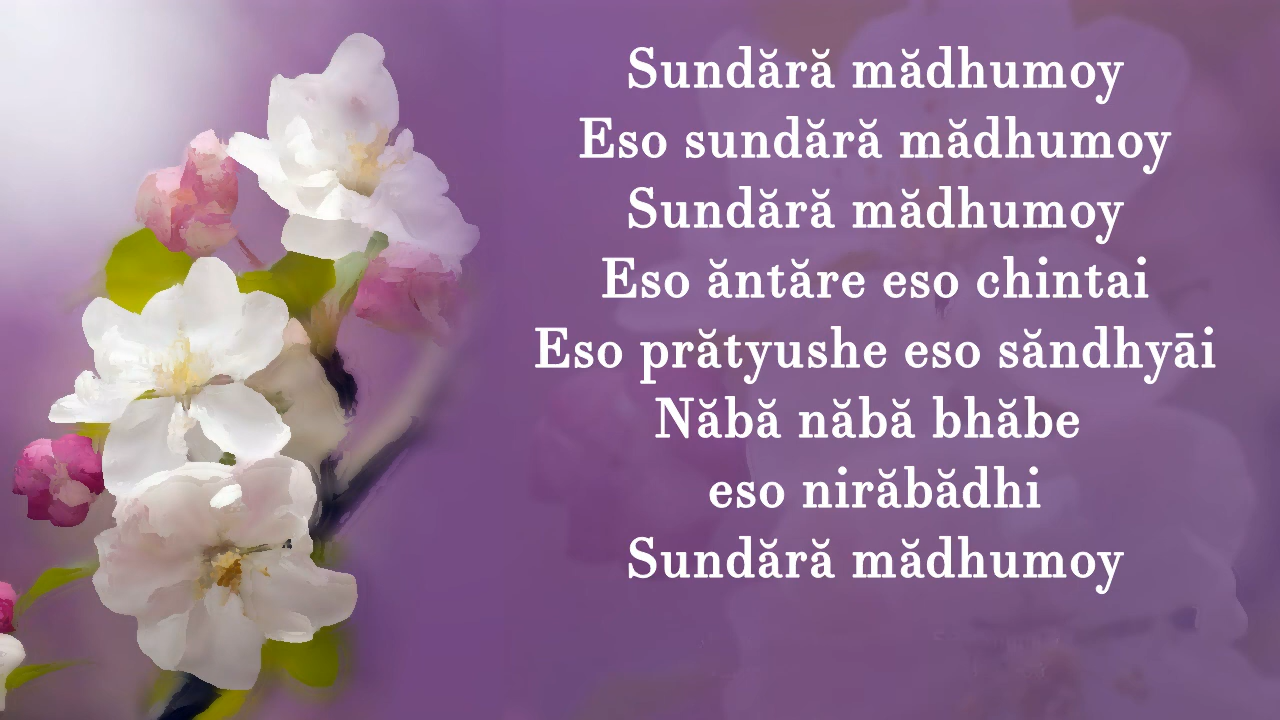 Sundără mădhumoy
Eso sundără mădhumoy
Sundără mădhumoy
Eso ăntăre eso chintai
Eso prătyushe eso săndhyāi
Năbă năbă bhăbe
eso nirăbădhi
Sundără mădhumoy